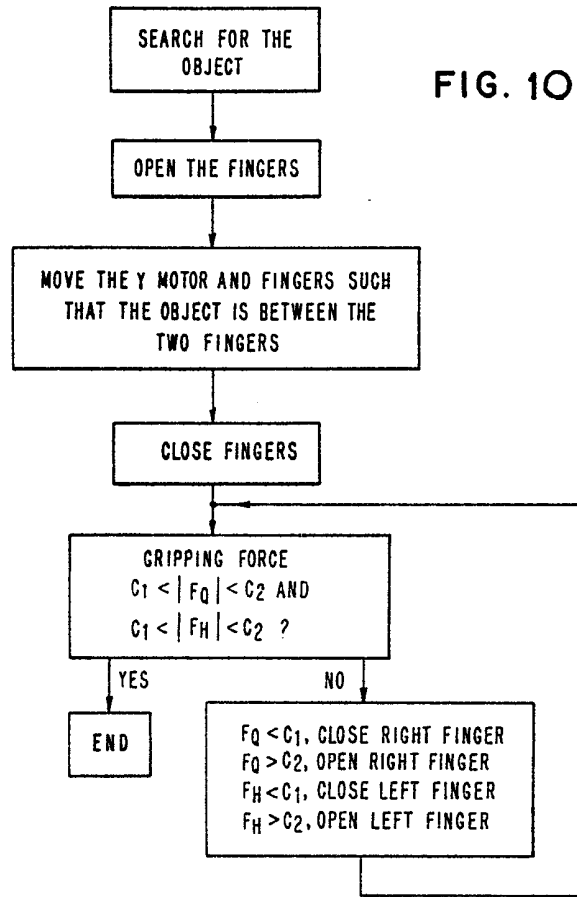 SEARCH FOR THE
OBJECT
FIG. 10
OPEN THE FINGERS
MOVE THE Y MOTOR AND FINGERS SUCH
THAT THE OBJECT IS BETWEEN THE
TWO FINGERS
CLOSE FINGERS
GRIPPING FORCE
C1 < |FQ| < C2 AND
C1 < |FH| < C2 ?
YES
NO
END
FQ < C1, CLOSE RIGHT FINGER
FQ > C2, OPEN RIGHT FINGER
FH < C1, CLOSE LEFT FINGER
FH > C2, OPEN LEFT FINGER